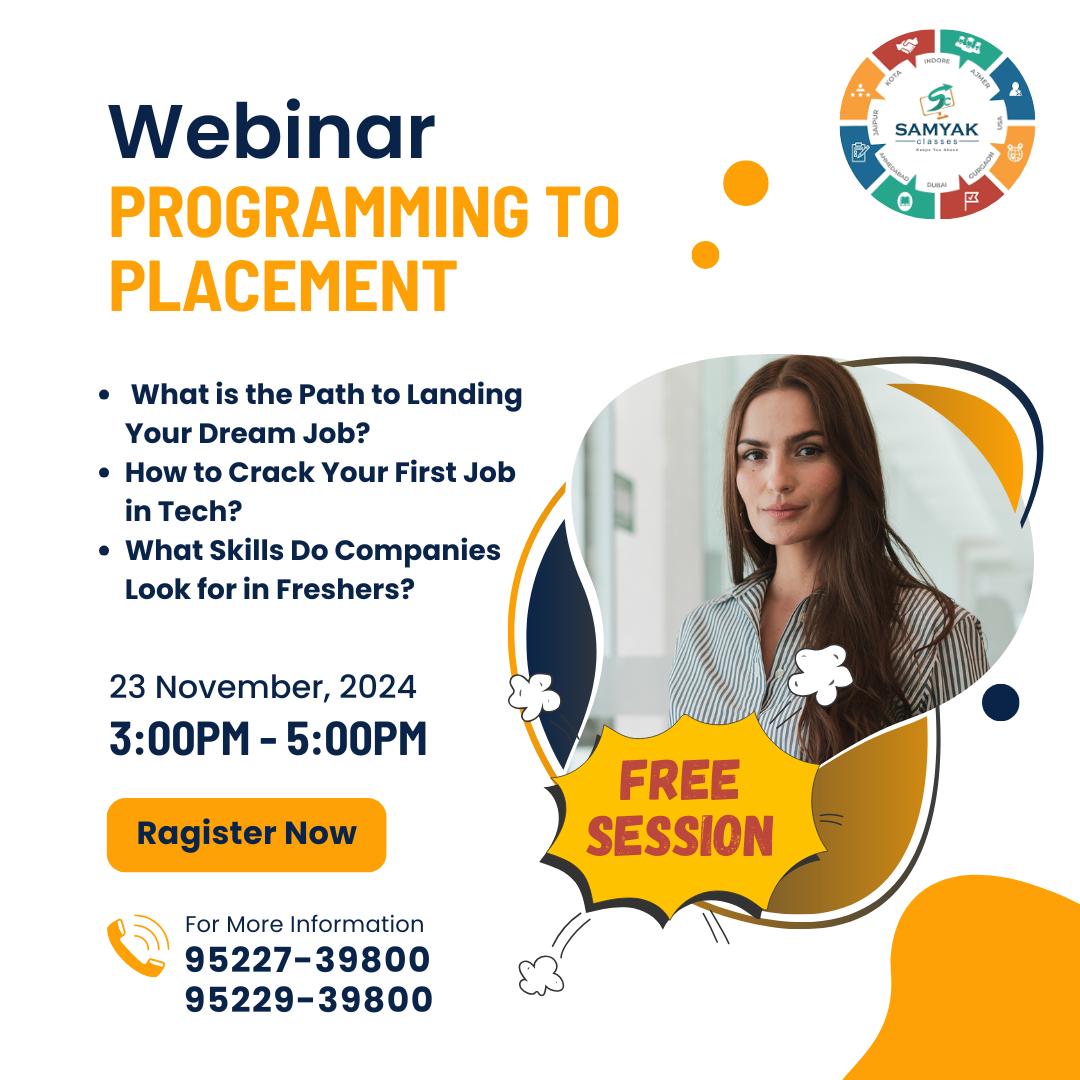 Webinar
PROGRAMMING TO
PLACEMENT
• What is the Path to Landing
Your Dream Job?
• How to Crack Your First Job
in Tech?
• What Skills Do Companies
Look for in Freshers?
23 November, 2024
3:00PM - 5:00PM
Ragister Now
For More Information
95227-39800
95229-39800
FREE
SESSION
SAMYAK
classes
Keeps You Ahead
INDORE
AJMER
USA
GURGAON
DUBAI
AHMEDABAD
JAIPUR
KOTA